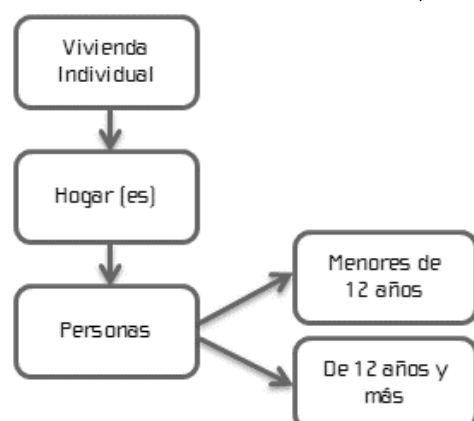 Vivienda
Individual
Hogar (es)
Personas
Menores de
12 años
De 12 años y
más